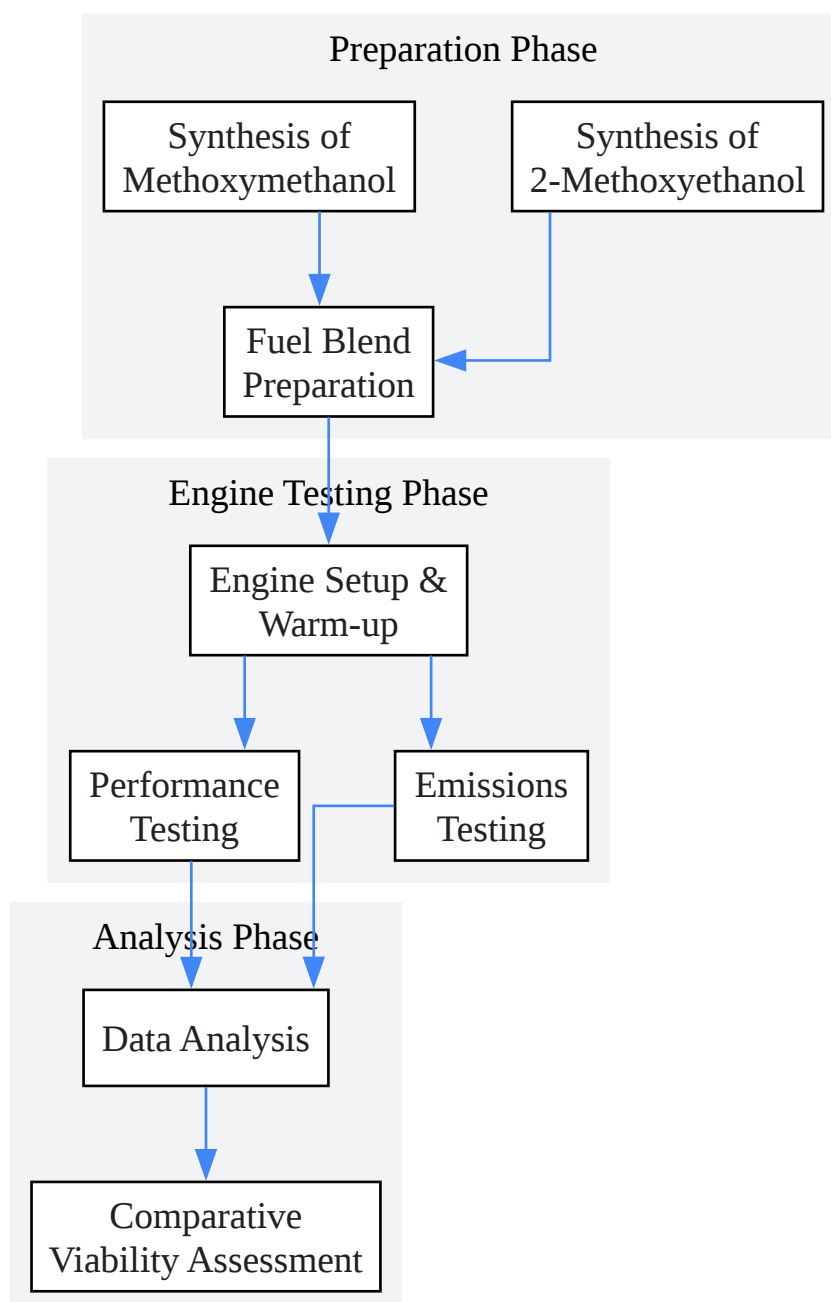 Preparation Phase
Synthesis of
Methoxymethanol
Synthesis of
2-Methoxyethanol
Fuel Blend
Preparation
Engine Testing Phase
Engine Setup &
Warm-up
Performance
Testing
Emissions
Testing
Analysis Phase
Data Analysis
Comparative
Viability Assessment